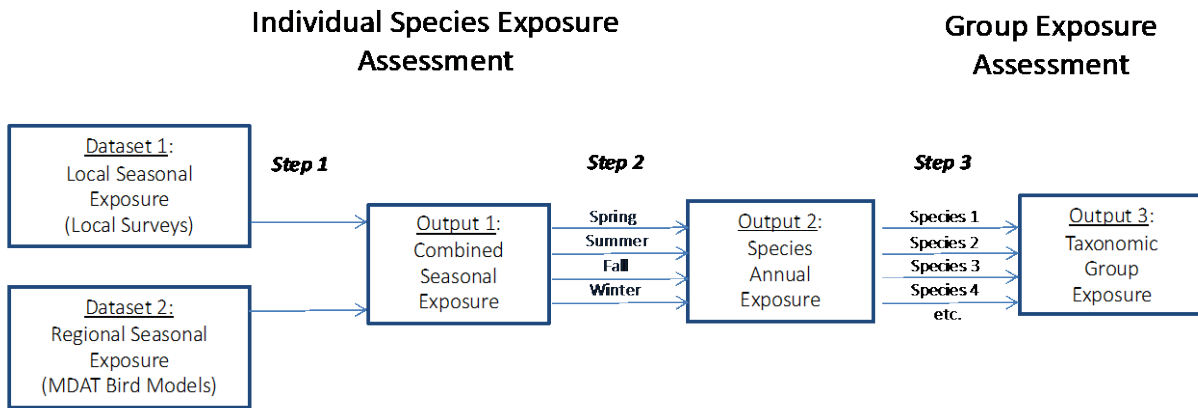 Individual Species Exposure
Assessment
Group Exposure
Assessment
Dataset 1:
Local Seasonal
Exposure
(Local Surveys)
Dataset 2:
Regional Seasonal
Exposure
(MDAT Bird Models)
Step 1
Output 1:
Combined
Seasonal
Exposure
Step 2
Spring
Summer
Fall
Winter
Output 2:
Species
Annual
Exposure
Step 3
Species 1
Species 2
Species 3
Species 4
etc.
Output 3:
Taxonomic
Group
Exposure